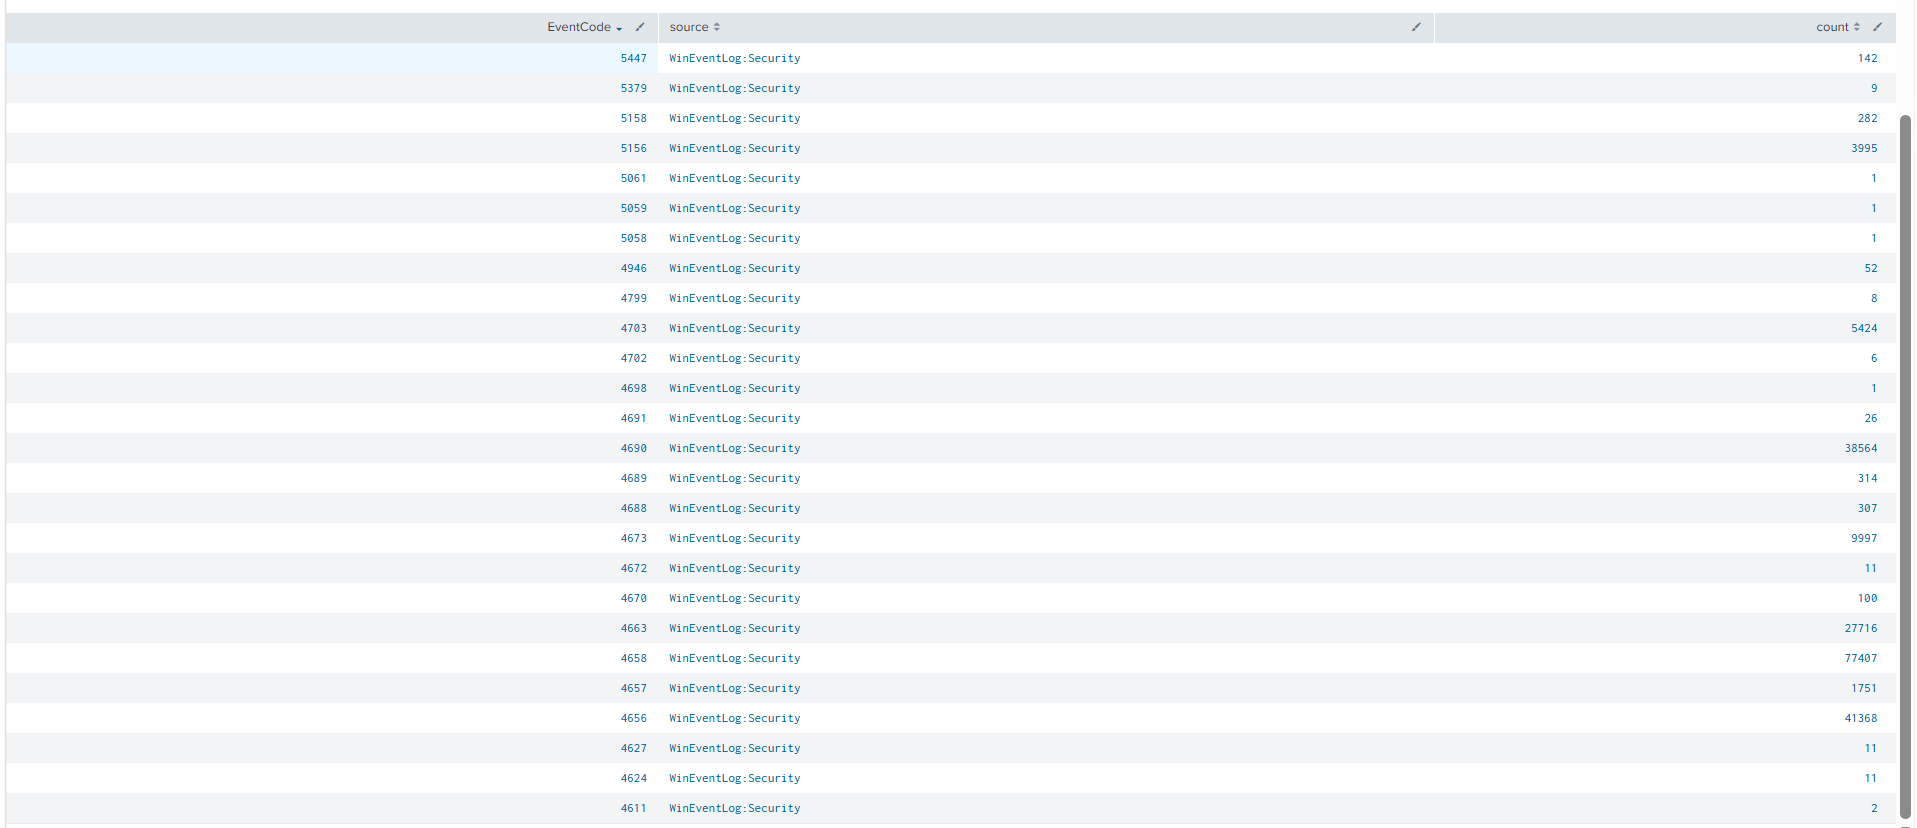 EventCode source count
5447 WinEventLog:Security 142
5379 WinEventLog:Security 9
5158 WinEventLog:Security 282
5156 WinEventLog:Security 3995
5061 WinEventLog:Security 1
5059 WinEventLog:Security 1
5058 WinEventLog:Security 1
4946 WinEventLog:Security 52
4799 WinEventLog:Security 8
4703 WinEventLog:Security 5424
4702 WinEventLog:Security 6
4698 WinEventLog:Security 1
4691 WinEventLog:Security 26
4690 WinEventLog:Security 38564
4689 WinEventLog:Security 314
4688 WinEventLog:Security 307
4673 WinEventLog:Security 9997
4672 WinEventLog:Security 11
4670 WinEventLog:Security 100
4663 WinEventLog:Security 27716
4658 WinEventLog:Security 77407
4657 WinEventLog:Security 1751
4656 WinEventLog:Security 41368
4627 WinEventLog:Security 11
4624 WinEventLog:Security 11
4611 WinEventLog:Security 2